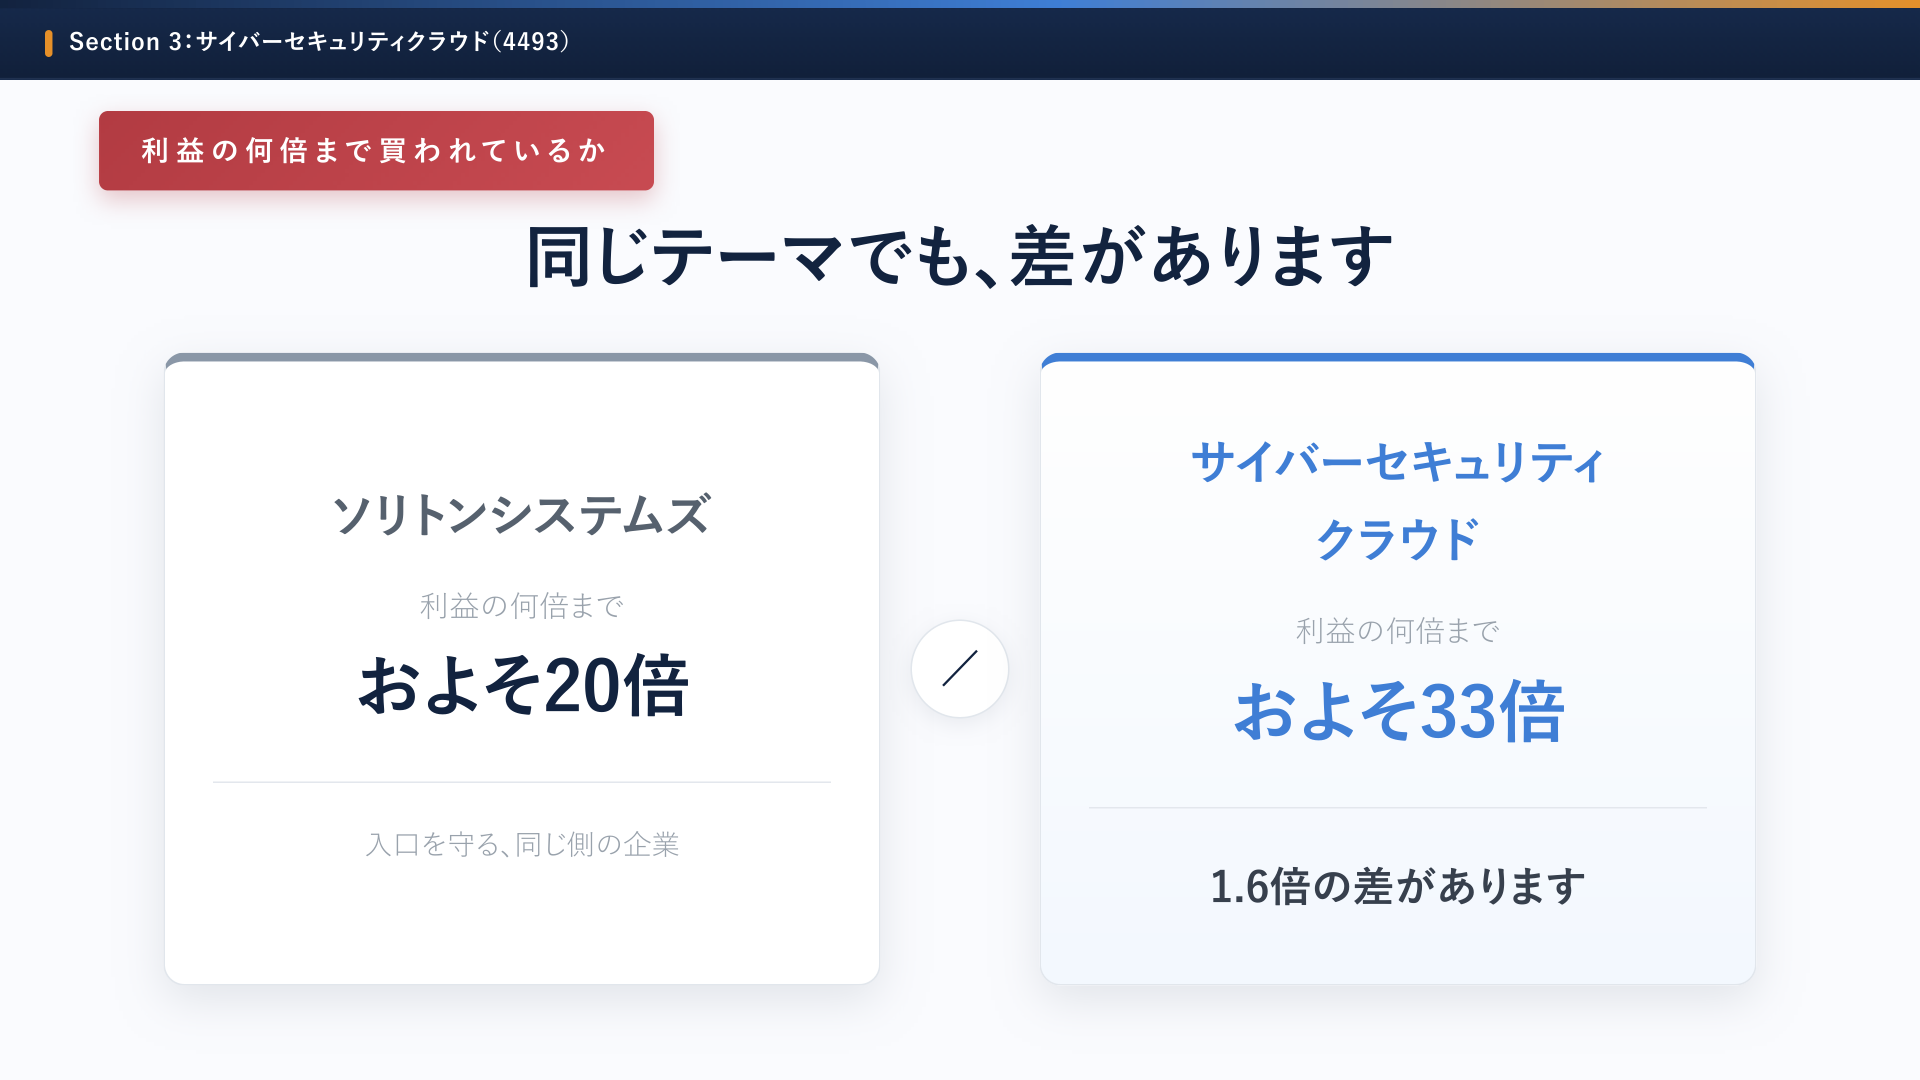 Section 3：サイバーセキュリティクラウド（4493）
利益の何倍まで買われているか
同じテーマでも、差があります
ソリトンシステムズ
利益の何倍まで
およそ20倍
入口を守る、同じ側の企業
／
サイバーセキュリティ
クラウド
利益の何倍まで
およそ33倍
1.6倍の差があります